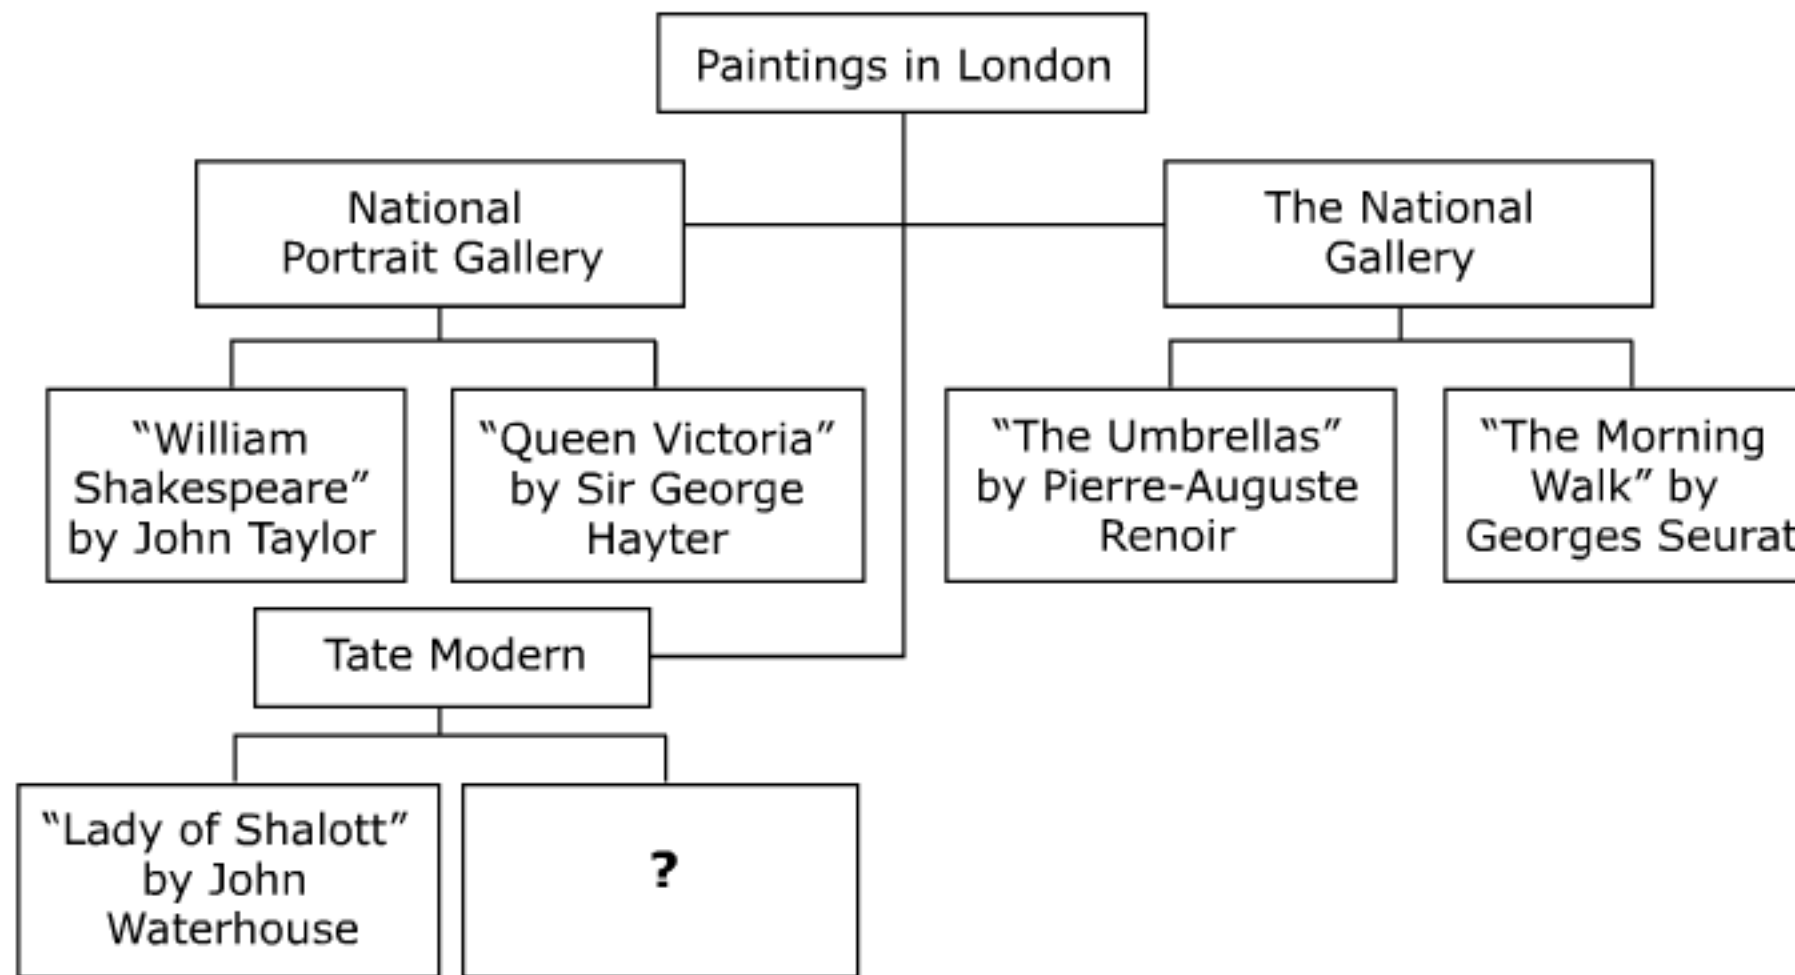 Paintings in London
National
Portrait Gallery
The National
Gallery
“William
Shakespeare”
by John Taylor
“Queen Victoria”
by Sir George
Hayter
“The Umbrellas”
by Pierre-Auguste
Renoir
“The Morning
Walk” by
Georges Seurat
Tate Modern
“Lady of Shalott”
by John
Waterhouse
?